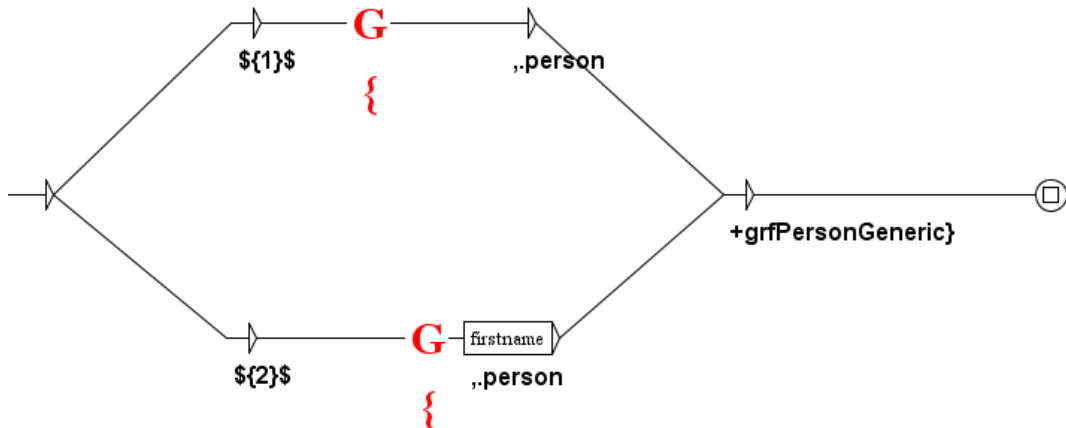 G
${1}$
,.person
{
+grfPersonGeneric}
G
firstname
${2}$
,.person
{